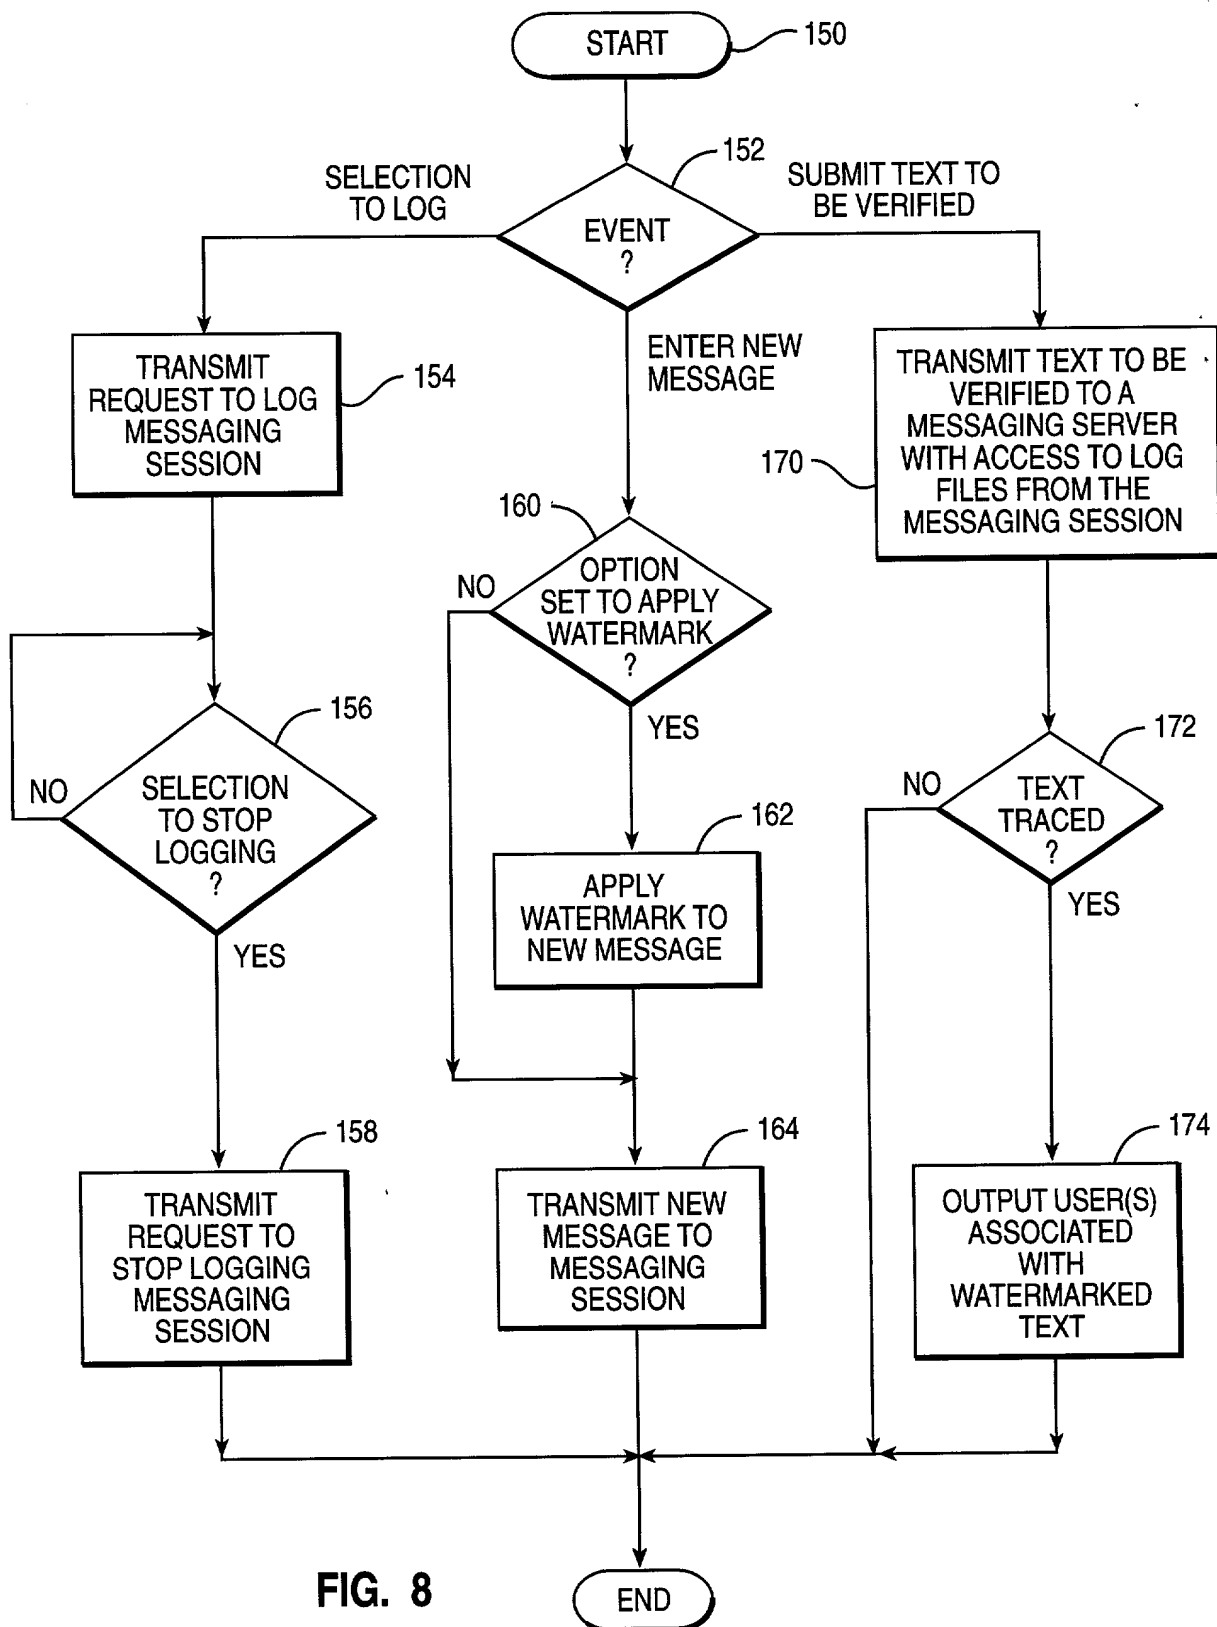 START
150
152
SELECTION
TO LOG
SUBMIT TEXT TO
BE VERIFIED
EVENT
?
ENTER NEW
MESSAGE
TRANSMIT
REQUEST TO LOG
MESSAGING
SESSION
154
TRANSMIT TEXT TO BE
VERIFIED TO A
MESSAGING SERVER
WITH ACCESS TO LOG
FILES FROM THE
MESSAGING SESSION
170
160
NO
OPTION
SET TO APPLY
WATERMARK
?
YES
156
NO
SELECTION
TO STOP
LOGGING
?
YES
172
NO
TEXT
TRACED
?
YES
162
APPLY
WATERMARK TO
NEW MESSAGE
158
TRANSMIT
REQUEST TO
STOP LOGGING
MESSAGING
SESSION
164
TRANSMIT NEW
MESSAGE TO
MESSAGING
SESSION
174
OUTPUT USER(S)
ASSOCIATED
WITH
WATERMARKED
TEXT
FIG. 8
END